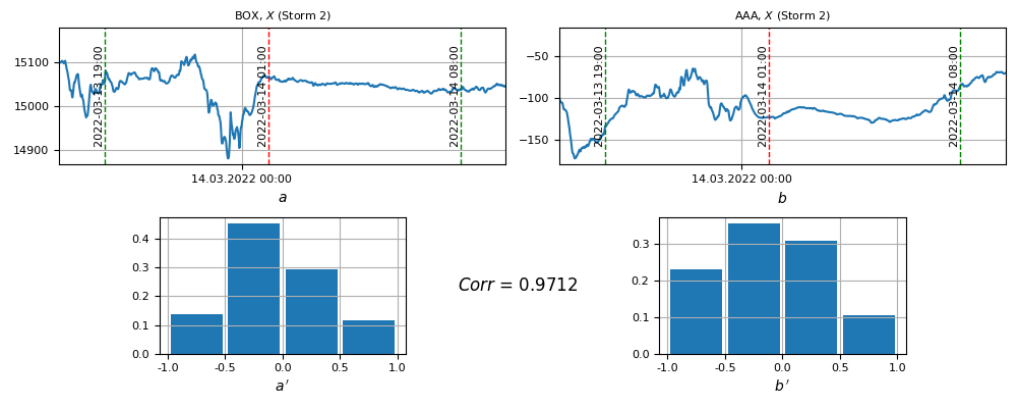 BOX, X (Storm 2)
15100
15000
14900
2022-03-13 19:00
2022-03-14 01:00
2022-03-14 08:00
14.03.2022 00:00
a
AAA, X (Storm 2)
−50
−100
−150
2022-03-13 19:00
2022-03-14 01:00
2022-03-14 08:00
14.03.2022 00:00
b
0.4
0.3
0.2
0.1
0.0
-1.0 -0.5 0.0 0.5 1.0
a'
Corr = 0.9712
0.3
0.2
0.1
0.0
-1.0 -0.5 0.0 0.5 1.0
b'